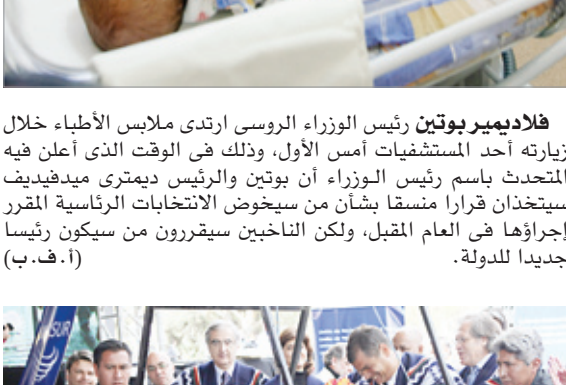 فلاديمير بوتين رئيس الوزراء الروسى ارتدى ملابس الأطباء خلال
زيارته أحد المستشفيات أمس الأول، وذلك فى الوقت الذى أعلن فيه
المتحدث باسم رئيس الوزراء أن بوتين والرئيس ديمترى ميدفيديف
سيتخذان قرارا منسقا بشأن من سيخوض الانتخابات الرئاسية المقرر
إجراؤها فى العام المقبل، ولكن الناخبين سيقررون من سيكون رئيسا
جديدا للدولة. (أ.ف.ب)
SUR